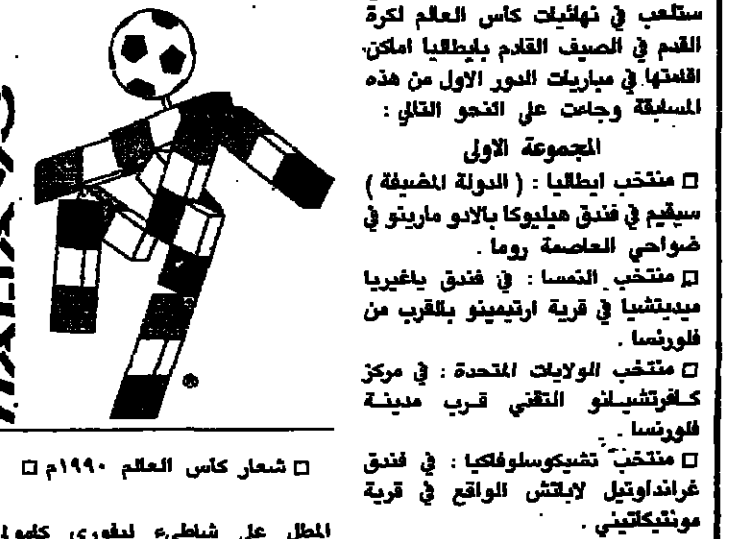 ستلعب في نهائيات كأس العالم لكرة
القدم في الصيف القادم بايطاليا اماكن
اقامتها في مباريات الدور الاول من هذه
المسابقة وجاءت على النحو التالي :
المجموعة الاولى
□ منتخب ايطاليا : ( الدولة المضيفة )
سيقيم في فندق هيليوكا بالادو مارينو في
ضواحي العاصمة روما .
□ منتخب النمسا : في فندق ياغيريا
ميديتشيا في قرية ارتيمينو بالقرب من
فلورنسا .
□ منتخب الولايات المتحدة : في مركز
كافرتشيانو التقني قرب مدينة
فلورنسا .
□ منتخب تشيكوسلوفاكيا : في فندق
غرانداوتيل لاباتش الواقع في قرية
مونتيكاتيني .
□ شعار كأس العالم ١٩٩٠م □
المطل على شاطىء ليفوري